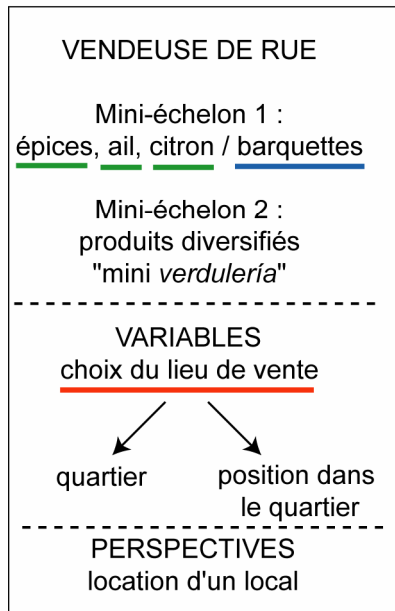 VENDEUSE DE RUE
Mini-échelon 1 :
épices, ail, citron / barquettes
Mini-échelon 2 :
produits diversifiés
"mini verdulería"
VARIABLES
choix du lieu de vente
quartier
position dans
le quartier
PERSPECTIVES
location d'un local